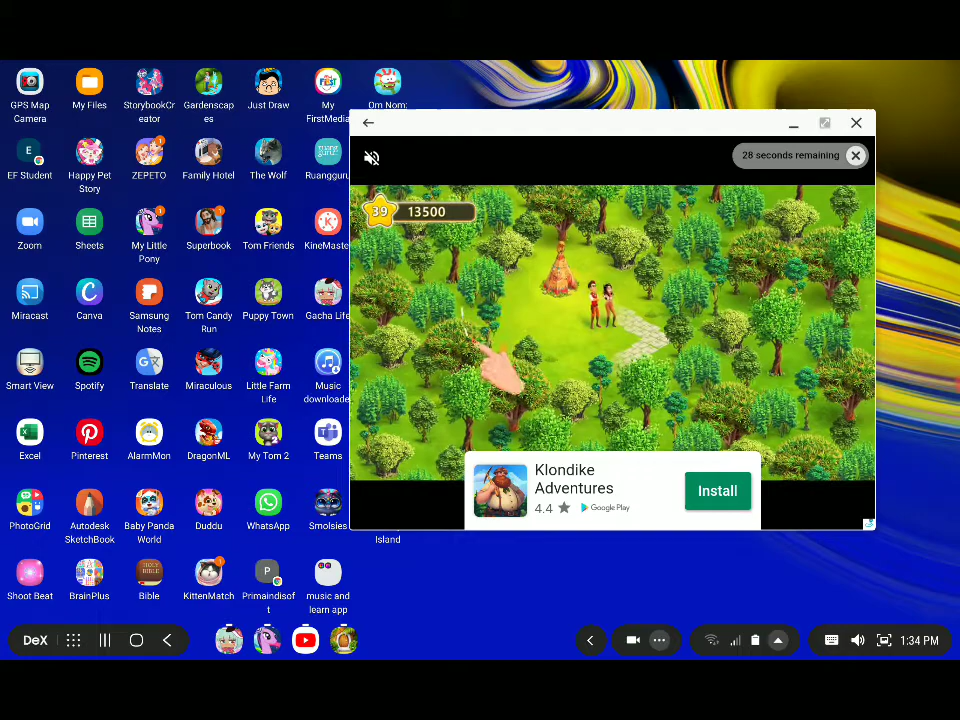 GPS Map
Camera
My Files
StorybookCr
eator
Gardenscap
es
Just Draw
My
FirstMedia
Om Nom:
28 seconds remaining
39
13500
EF Student
E
Happy Pet
Story
ZEPETO
Family Hotel
The Wolf
Ruangguru
Zoom
Sheets
My Little
Pony
Superbook
Tom Friends
KineMaste
Miracast
Canva
Samsung
Notes
Tom Candy
Run
Puppy Town
Gacha Life
Smart View
Spotify
Translate
Miraculous
Little Farm
Life
Music
downloade
Excel
Pinterest
AlarmMon
DragonML
My Tom 2
Teams
Klondike
Adventures
4.4 ★ Google Play
Install
PhotoGrid
Autodesk
SketchBook
Baby Panda
World
Duddu
WhatsApp
Smolsies
Island
Shoot Beat
BrainPlus
HOLY
BIBLE
Bible
KittenMatch
P
Primaindisof
t
music and
learn app
DeX
1:34 PM